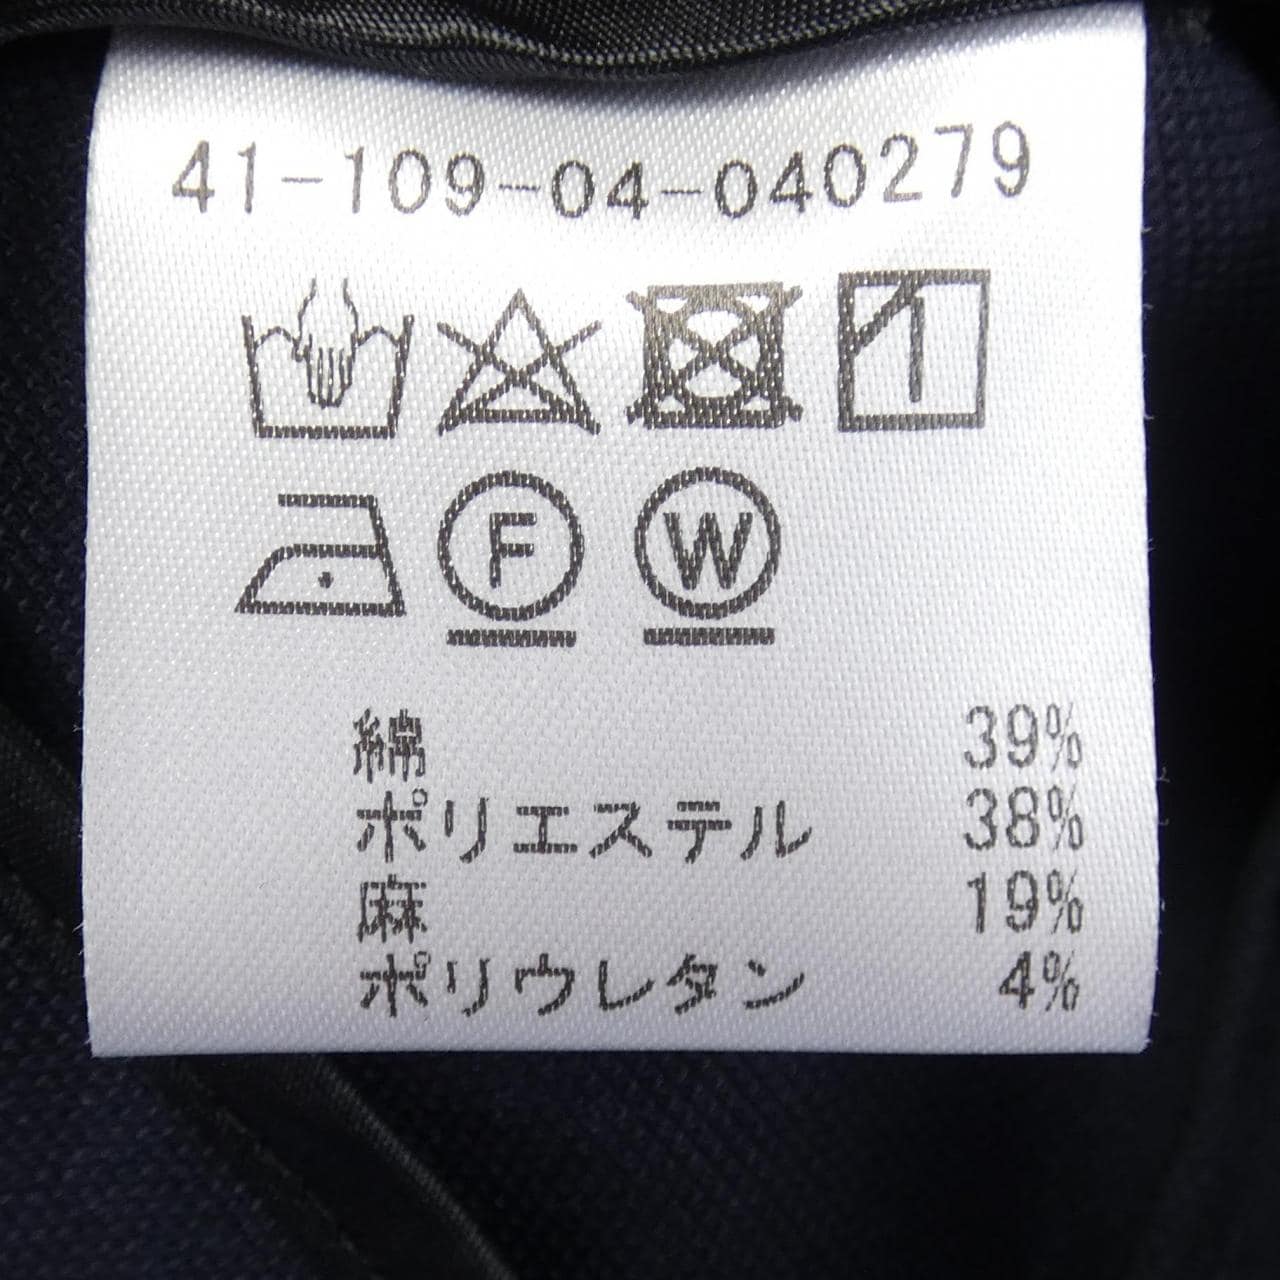 41-109-04-040279
F W
綿 39%
ポリエステル 38%
麻 19%
ポリウレタン 4%